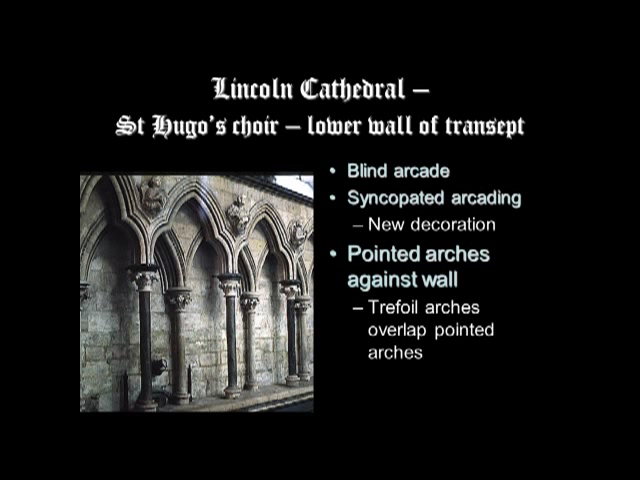 Lincoln Cathedral –
St Hugo's choir – lower wall of transept
• Blind arcade
• Syncopated arcading
– New decoration
• Pointed arches
against wall
– Trefoil arches
overlap pointed
arches